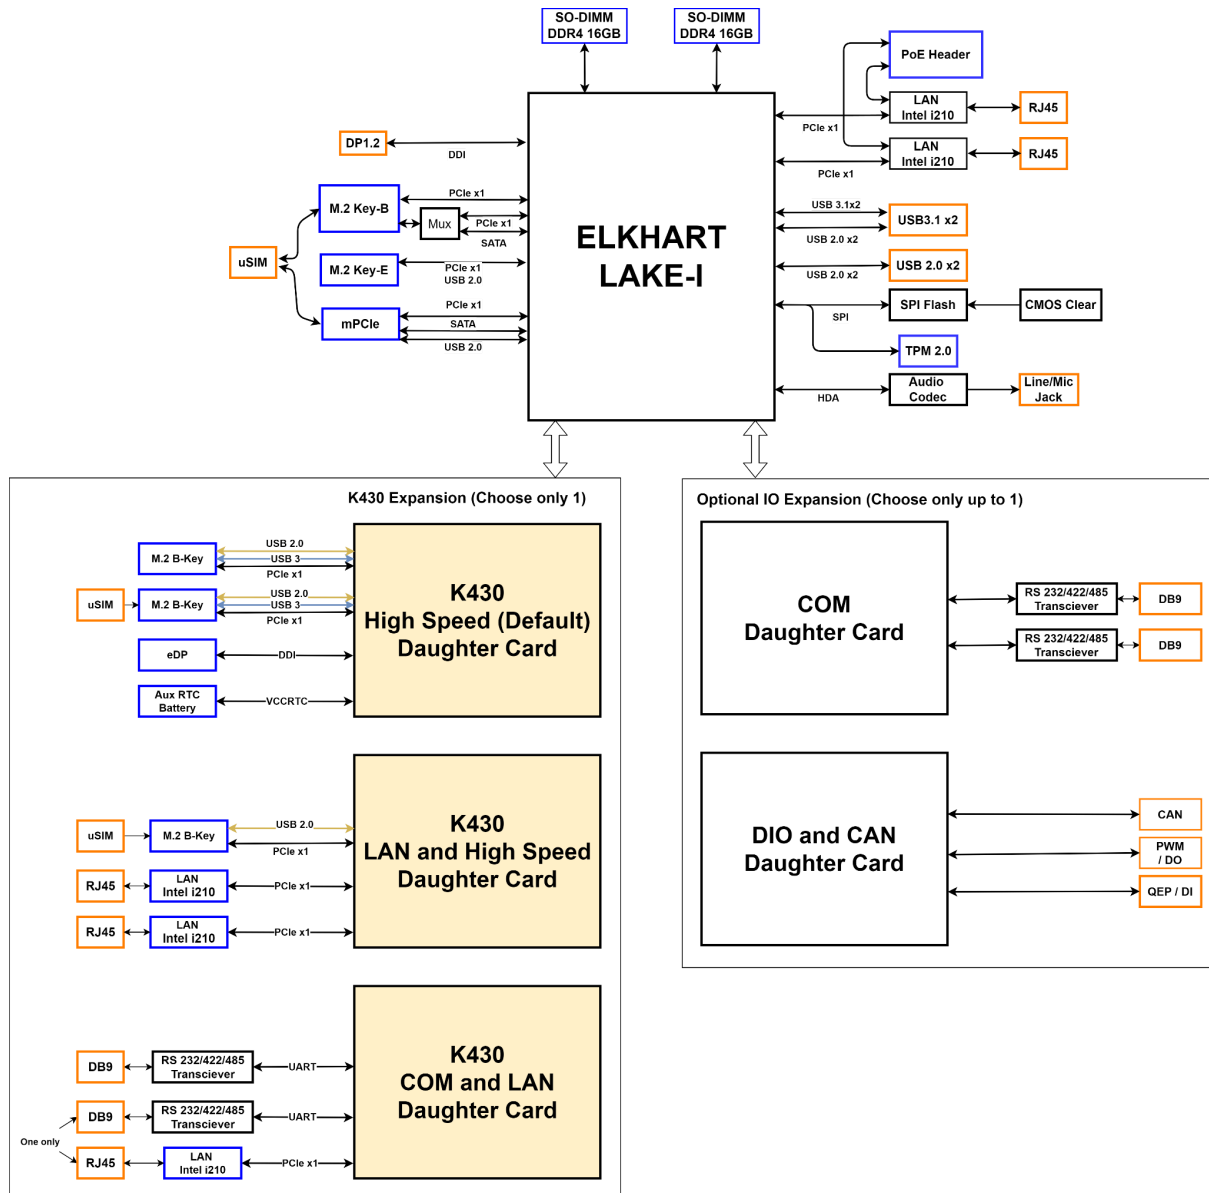 SO-DIMM
DDR4 16GB
SO-DIMM
DDR4 16GB
PoE Header
LAN
Intel i210
RJ45
PCIe x1
LAN
Intel i210
RJ45
PCIe x1
DP1.2
DDI
M.2 Key-B
PCIe x1
Mux
PCIe x1
SATA
uSIM
M.2 Key-E
PCIe x1
USB 2.0
mPCIe
PCIe x1
SATA
USB 2.0
ELKHART
LAKE-I
USB 3.1x2
USB3.1 x2
USB 2.0 x2
USB 2.0 x2
USB 2.0 x2
SPI Flash
CMOS Clear
SPI
TPM 2.0
HDA
Audio
Codec
Line/Mic
Jack
K430 Expansion (Choose only 1)
M.2 B-Key
USB 2.0
USB 3
PCIe x1
uSIM
M.2 B-Key
USB 2.0
USB 3
PCIe x1
eDP
DDI
Aux RTC
Battery
VCCRTC
K430
High Speed (Default)
Daughter Card
uSIM
M.2 B-Key
USB 2.0
PCIe x1
RJ45
LAN
Intel i210
PCIe x1
RJ45
LAN
Intel i210
PCIe x1
K430
LAN and High Speed
Daughter Card
DB9
RS 232/422/485
Transciever
UART
DB9
RS 232/422/485
Transciever
UART
One only
RJ45
LAN
Intel i210
PCIe x1
K430
COM and LAN
Daughter Card
Optional IO Expansion (Choose only up to 1)
COM
Daughter Card
RS 232/422/485
Transciever
DB9
RS 232/422/485
Transciever
DB9
DIO and CAN
Daughter Card
CAN
PWM
/ DO
QEP / DI